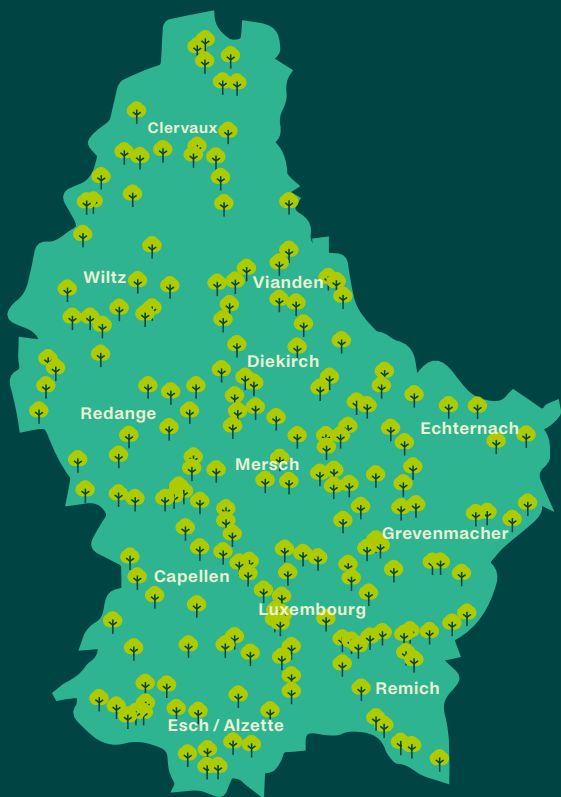 Clervaux
Wiltz
Vianden
Diekirch
Redange
Echternach
Mersch
Grevenmacher
Capellen
Luxembourg
Remich
Esch / Alzette